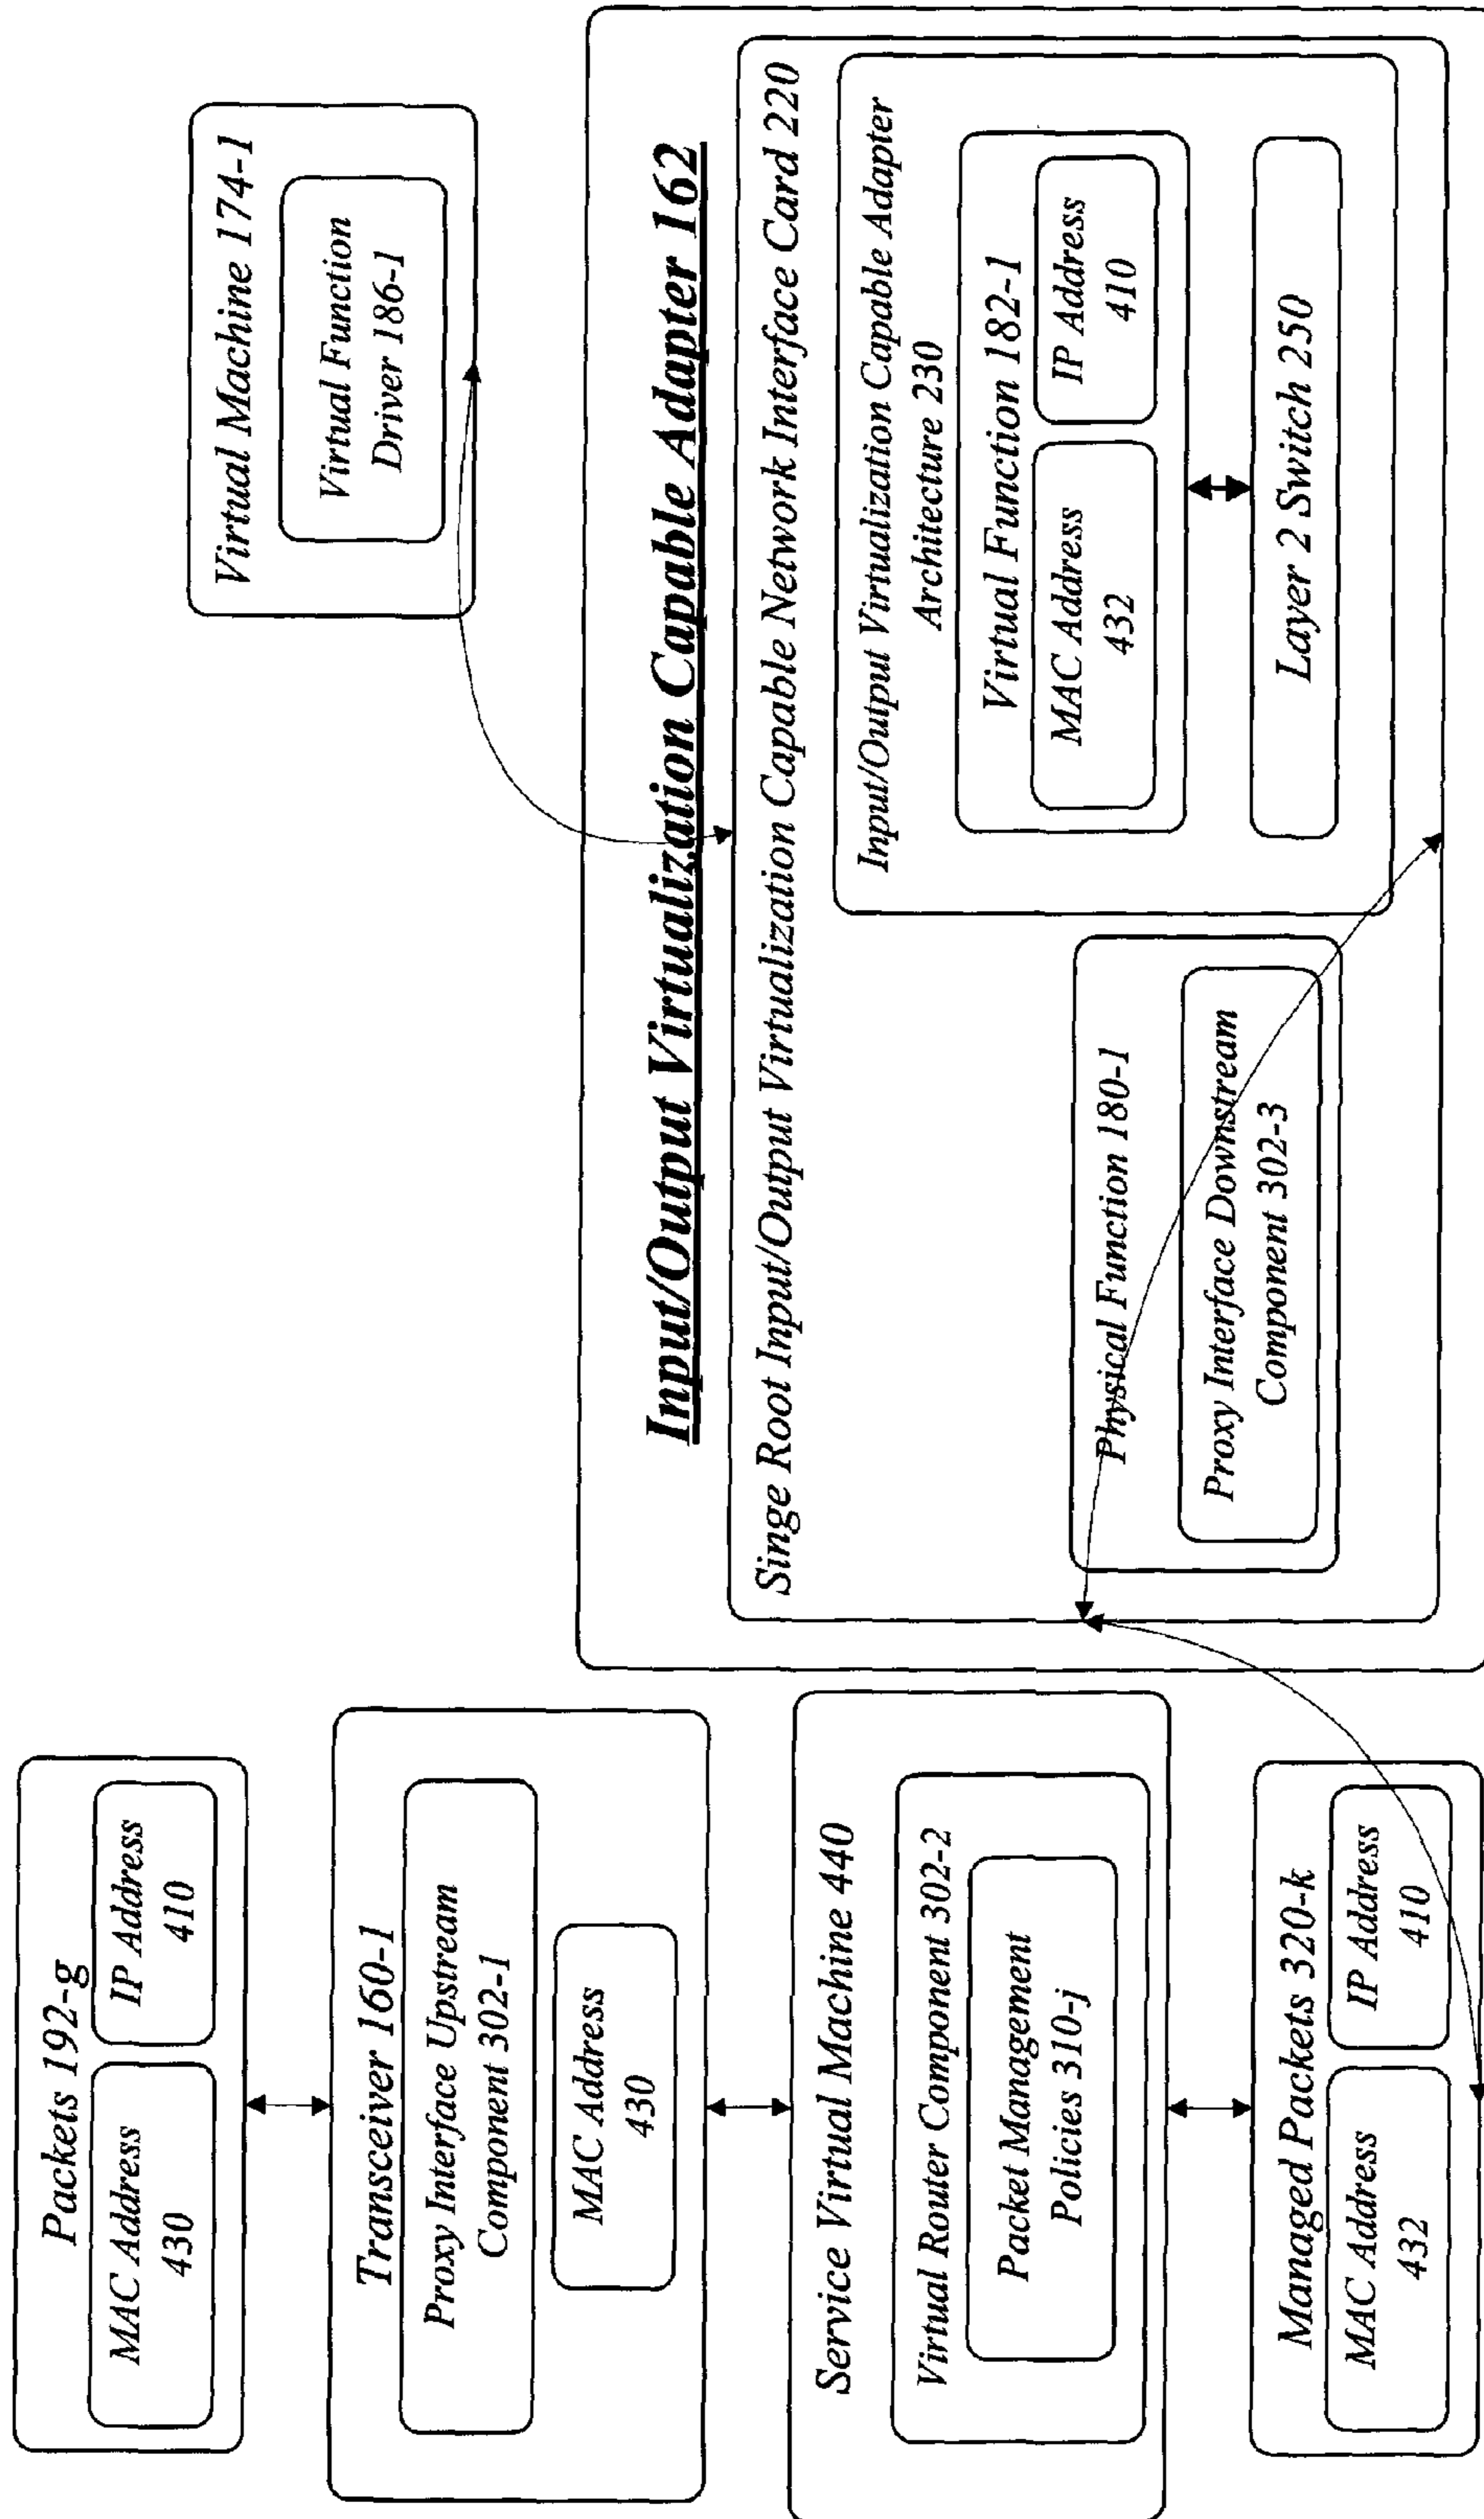 Packets 192-g
MAC Address
430
IP Address
410
Transceiver 160-1
Proxy Interface Upstream
Component 302-1
MAC Address
430
Service Virtual Machine 440
Virtual Router Component 302-2
Packet Management
Policies 310-j
Managed Packets 320-k
MAC Address
432
IP Address
410
Virtual Machine 174-1
Virtual Function
Driver 186-1
Input/Output Virtualization Capable Adapter 162
Singe Root Input/Output Virtualization Capable Network Interface Card 220
Physical Function 180-1
Proxy Interface Downstream
Component 302-3
Input/Output Virtualization Capable Adapter
Architecture 230
Virtual Function 182-1
MAC Address
432
IP Address
410
Layer 2 Switch 250